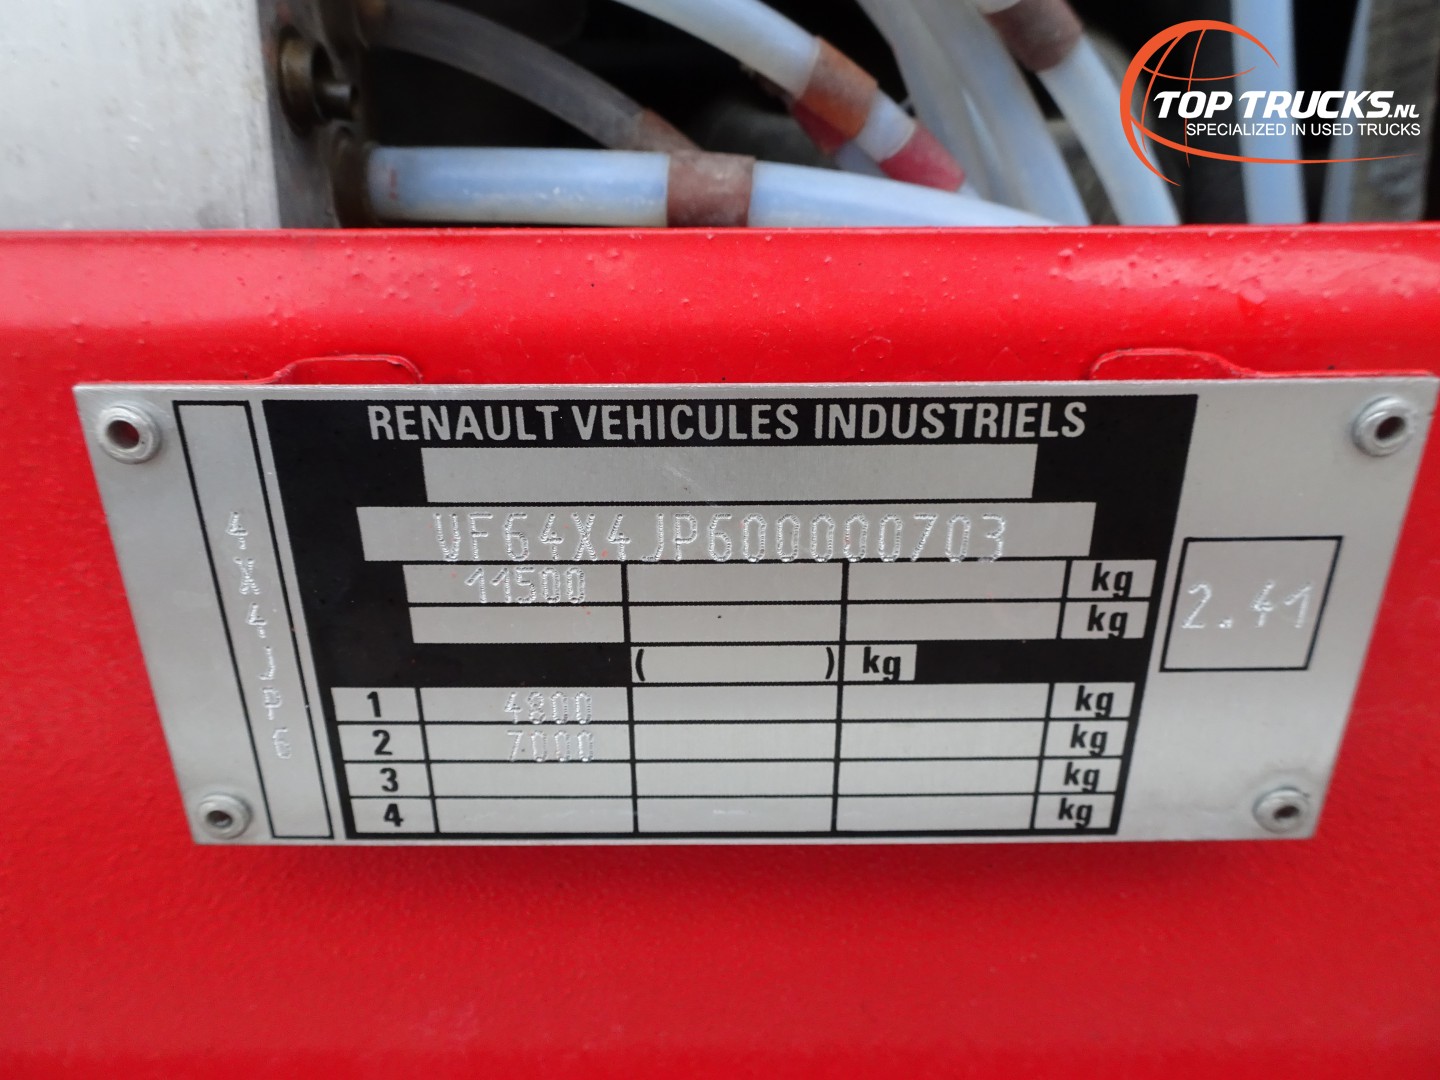 TOP TRUCKS.NL
SPECIALIZED IN USED TRUCKS
RENAULT VEHICULES INDUSTRIELS
VF64X4JP600000703
11500 kg
kg
( ) kg
1 4800 kg
2 7000 kg
3 kg
4 kg
2.41